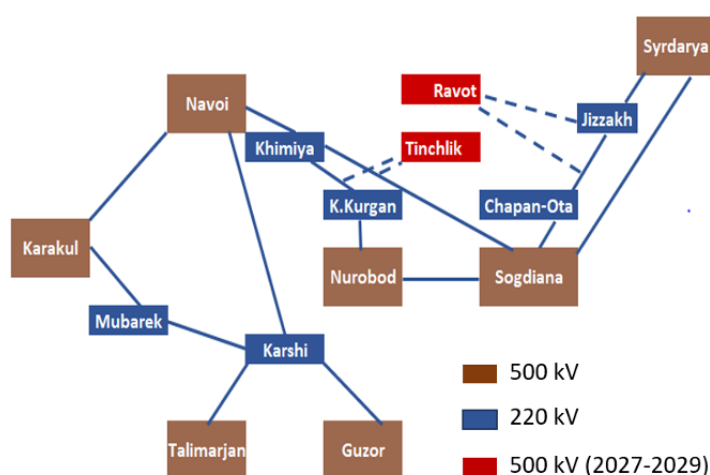 Syrdarya
Ravot
Navoi
Jizzakh
Khimiya
Tinchlik
K.Kurgan
Chapan-Ota
Karakul
Nurobod
Sogdiana
Mubarek
Karshi
500 kV
220 kV
Talimarjan
Guzor
500 kV (2027-2029)